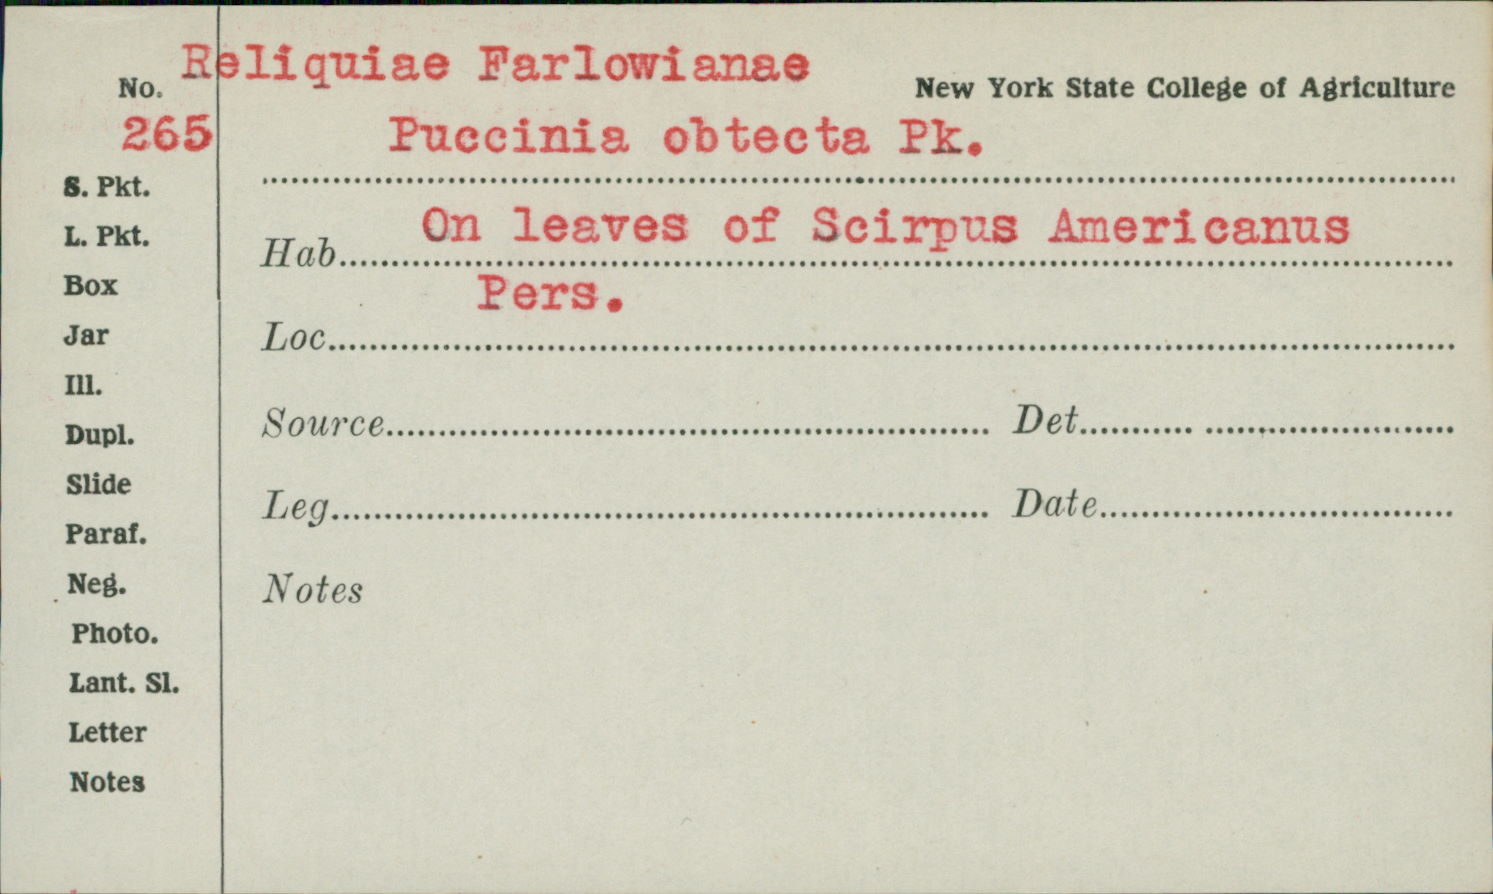 Reliquiae Farlowianae
No.
New York State College of Agriculture
265
Puccinia obtecta Pk.
S. Pkt.
L. Pkt.
Box
Jar
Ill.
Dupl.
Slide
Paraf.
Neg.
Photo.
Lant. Sl.
Letter
Notes
Hab. On leaves of Scirpus Americanus
Pers.
Loc.
Source
Det.
Leg.
Date
Notes